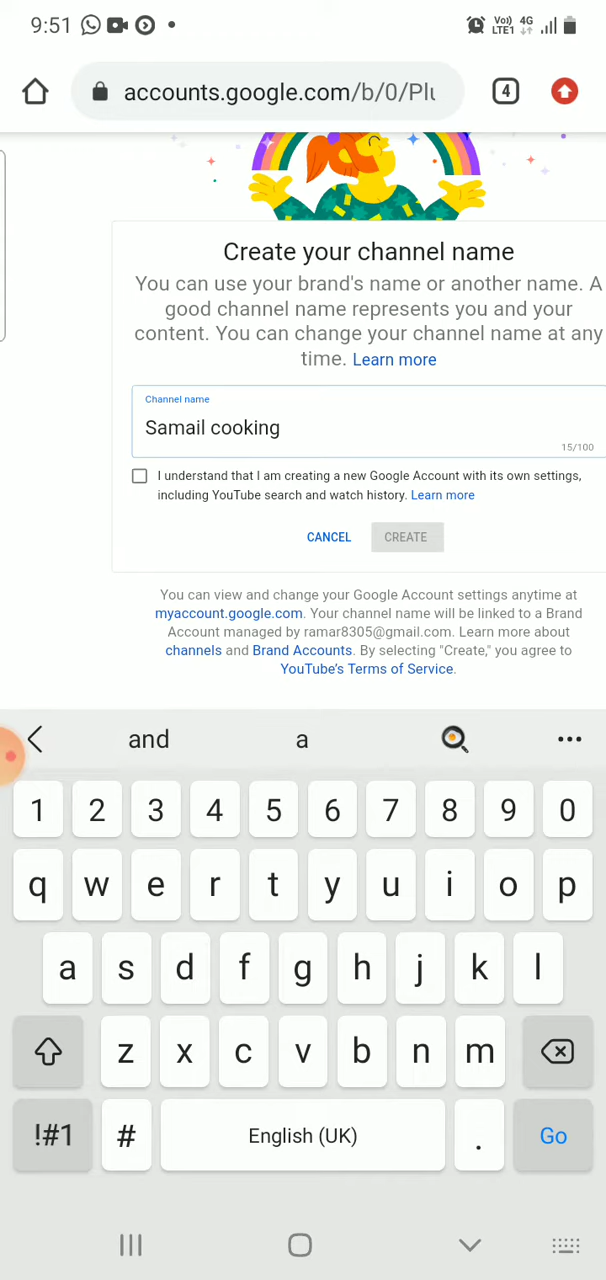 9:51
Vo)) 4G
LTE1
accounts.google.com/b/0/Plu
4
Create your channel name
You can use your brand's name or another name. A
good channel name represents you and your
content. You can change your channel name at any
time. Learn more
Channel name
Samail cooking
15/100
I understand that I am creating a new Google Account with its own settings,
including YouTube search and watch history. Learn more
CANCEL CREATE
You can view and change your Google Account settings anytime at
myaccount.google.com. Your channel name will be linked to a Brand
Account managed by ramar8305@gmail.com. Learn more about
channels and Brand Accounts. By selecting "Create," you agree to
YouTube's Terms of Service.
and a •••
1 2 3 4 5 6 7 8 9 0
q w e r t y u i o p
a s d f g h j k l
z x c v b n m
!#1 # English (UK) . Go